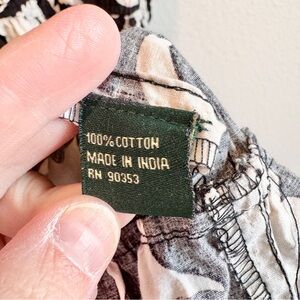 100% COTTON
MADE IN INDIA
RN 90353